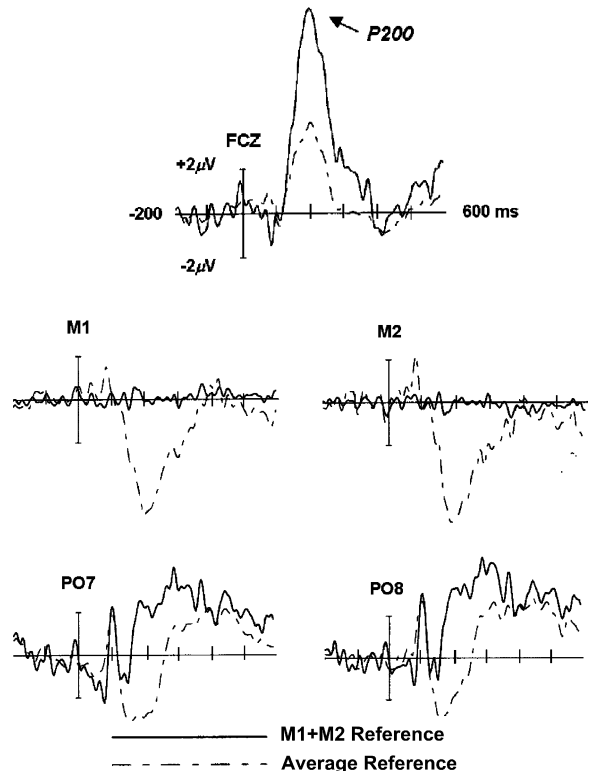 P200
FCZ
+2μV
-200
600 ms
-2μV
M1
M2
PO7
PO8
M1+M2 Reference
Average Reference